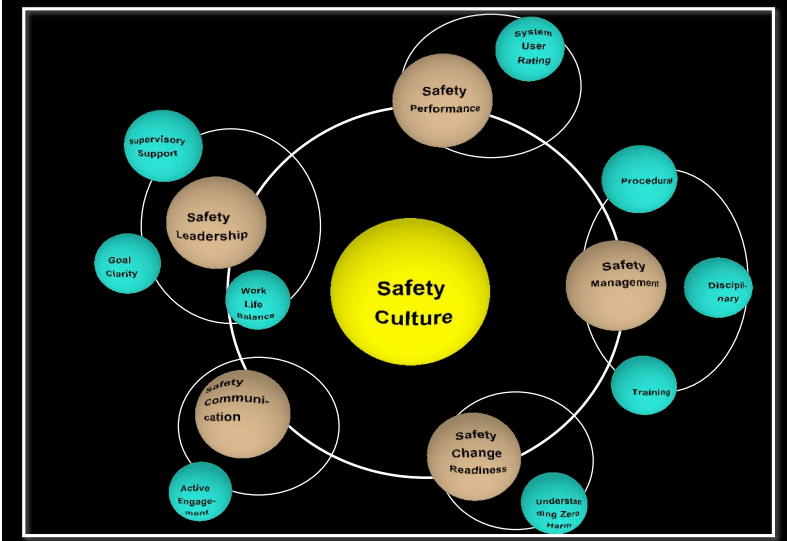 System
User
Rating
Safety
Performance
Supervisory
Support
Procedural
Safety
Leadership
Goal
Clarity
Work
Life
Balance
Safety
Culture
Safety
Management
Discipli-
nary
Training
Safety
Communi-
cation
Safety
Change
Readiness
Active
Engage-
ment
Understan
ding Zero
Harm